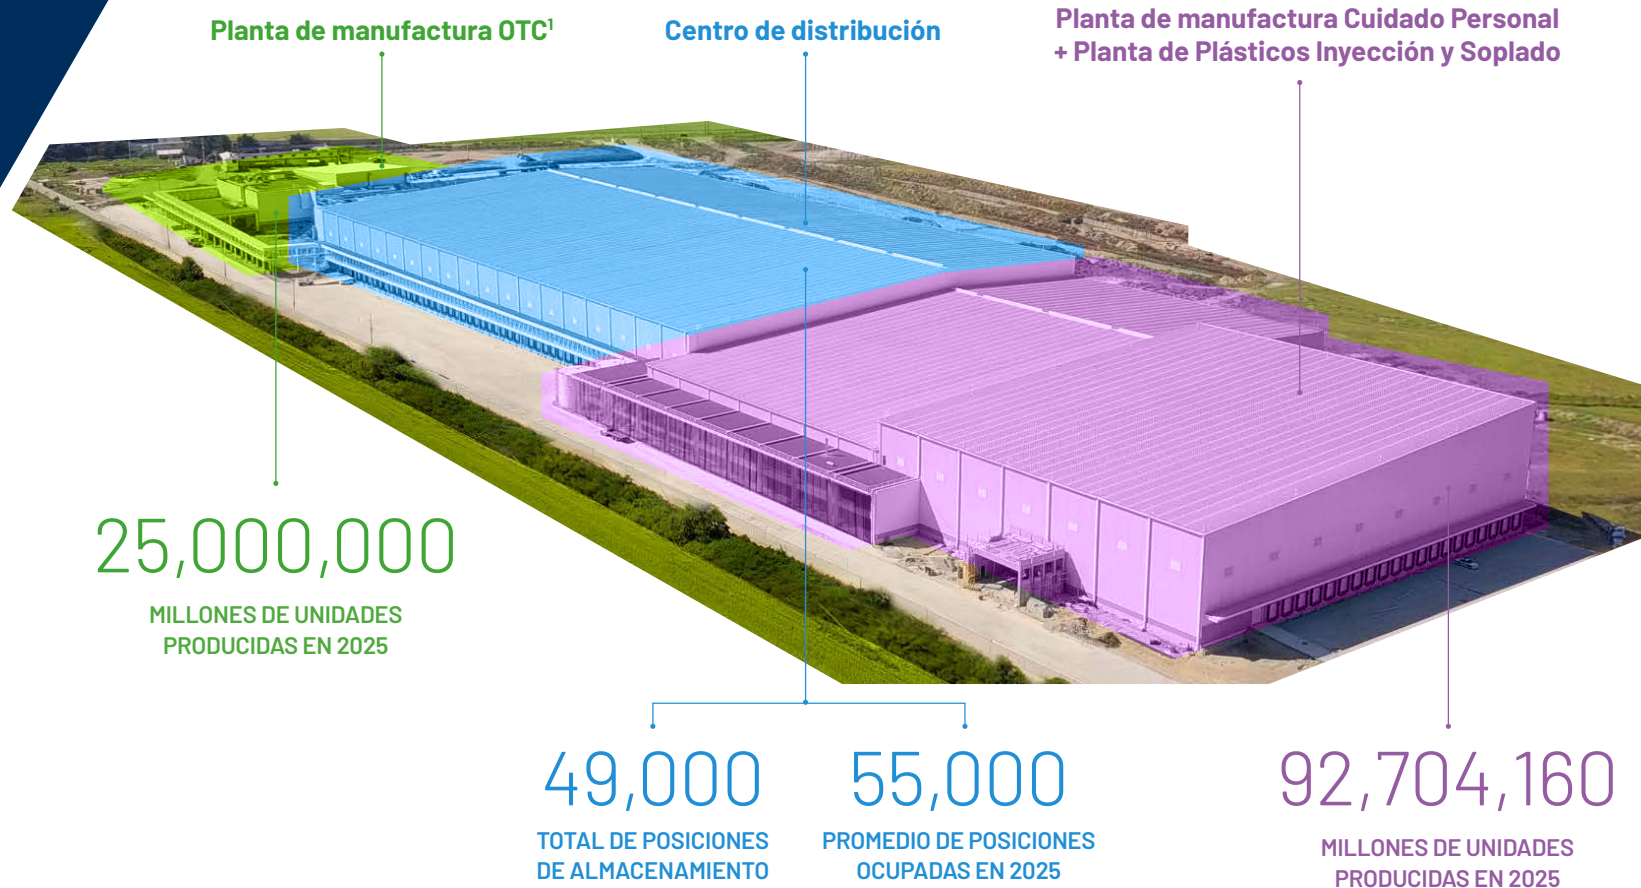 Planta de manufactura OTC¹
Centro de distribución
Planta de manufactura Cuidado Personal
+ Planta de Plásticos Inyección y Soplado
25,000,000
MILLONES DE UNIDADES
PRODUCIDAS EN 2025
49,000
TOTAL DE POSICIONES
DE ALMACENAMIENTO
55,000
PROMEDIO DE POSICIONES
OCUPADAS EN 2025
92,704,160
MILLONES DE UNIDADES
PRODUCIDAS EN 2025